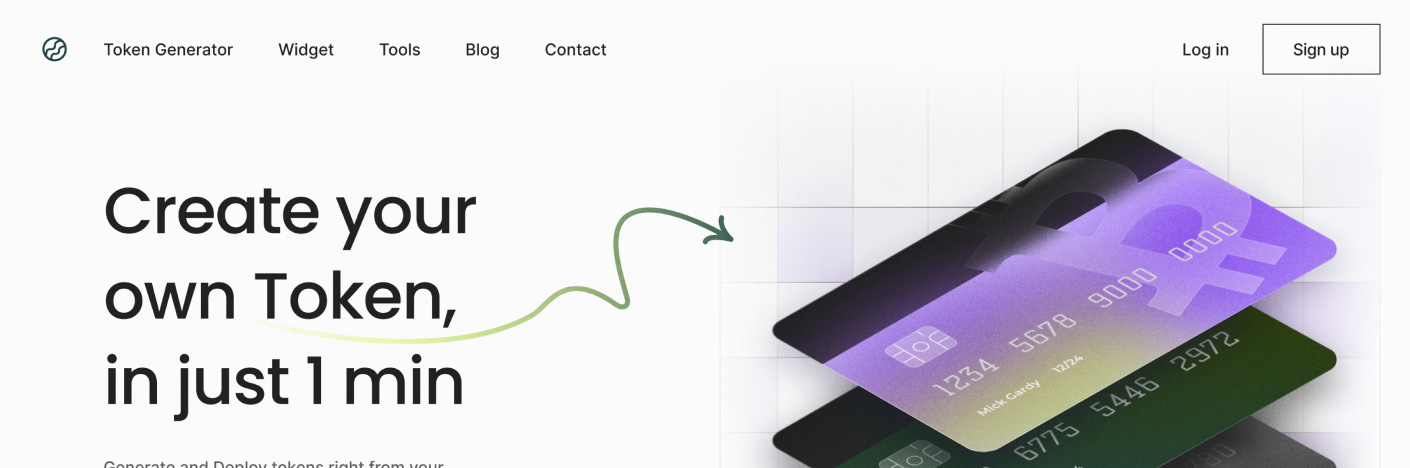 Token Generator
Widget
Tools
Blog
Contact
Log in
Sign up
Create your
own Token,
in just 1 min
Generate and Deploy tokens right from your
1234 5678 9000 0000
Mick Gardy 12/24
6775 5446 2972